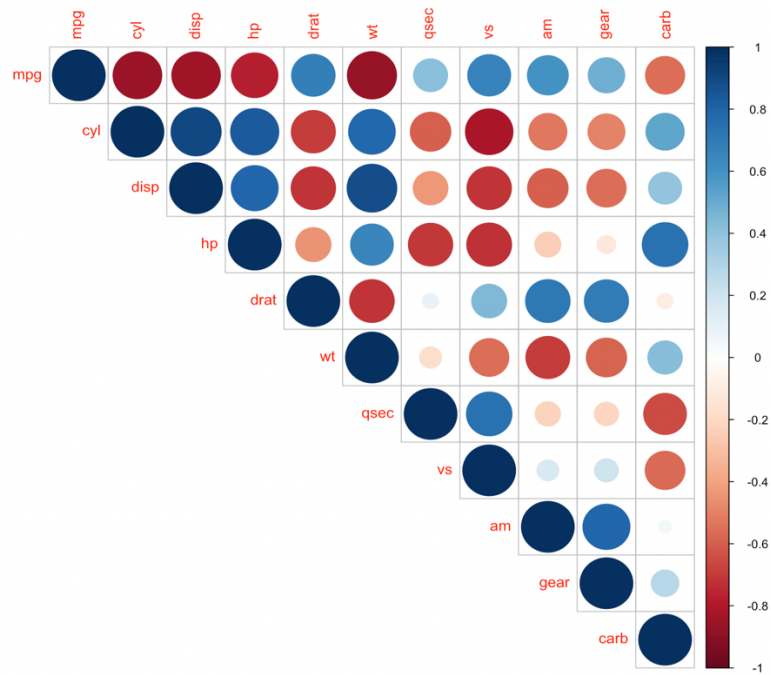 mpg cyl disp hp drat wt qsec vs am gear carb
mpg
cyl
disp
hp
drat
wt
qsec
vs
am
gear
carb
1
0.8
0.6
0.4
0.2
0
-0.2
-0.4
-0.6
-0.8
-1